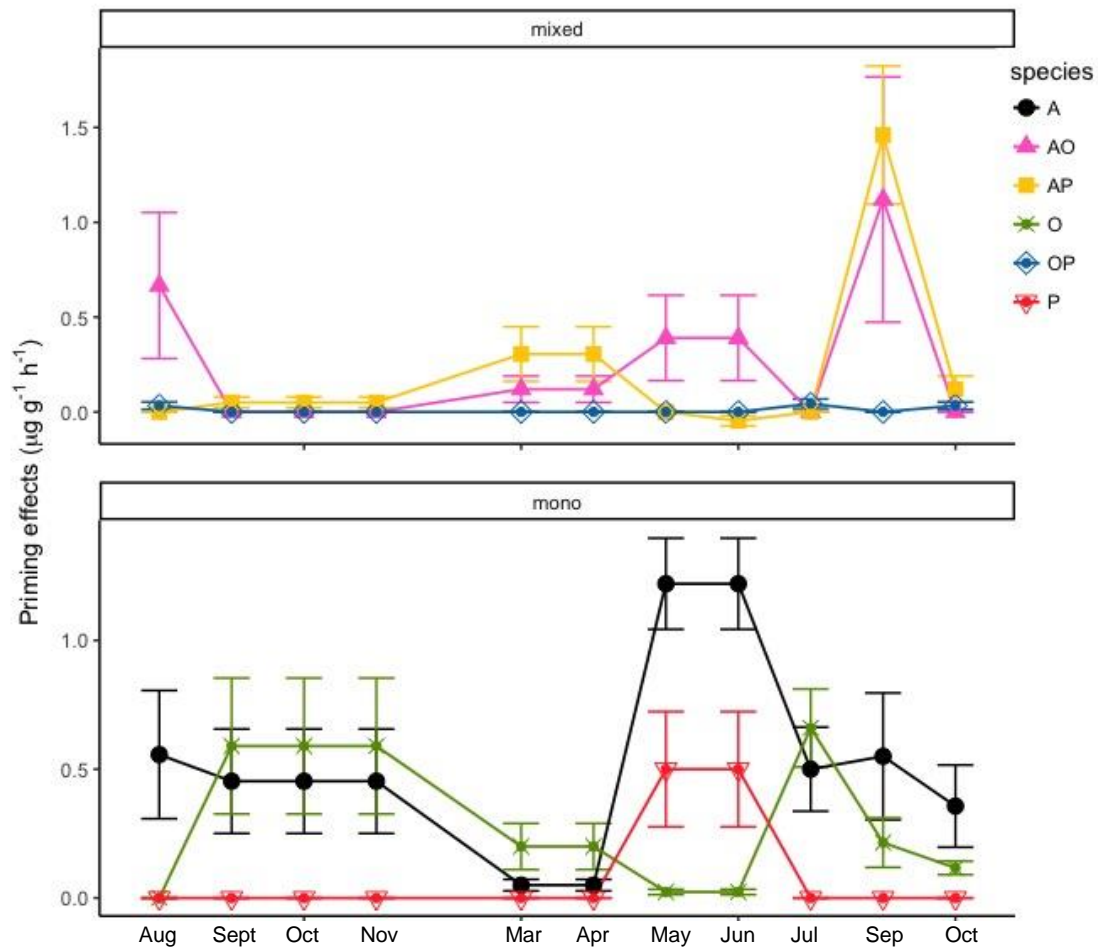 mixed
species
A
AO
AP
O
OP
P
1.5
1.0
0.5
0.0
Priming effects (μg g⁻¹ h⁻¹)
mono
1.0
0.5
0.0
Aug Sept Oct Nov Mar Apr May Jun Jul Sep Oct